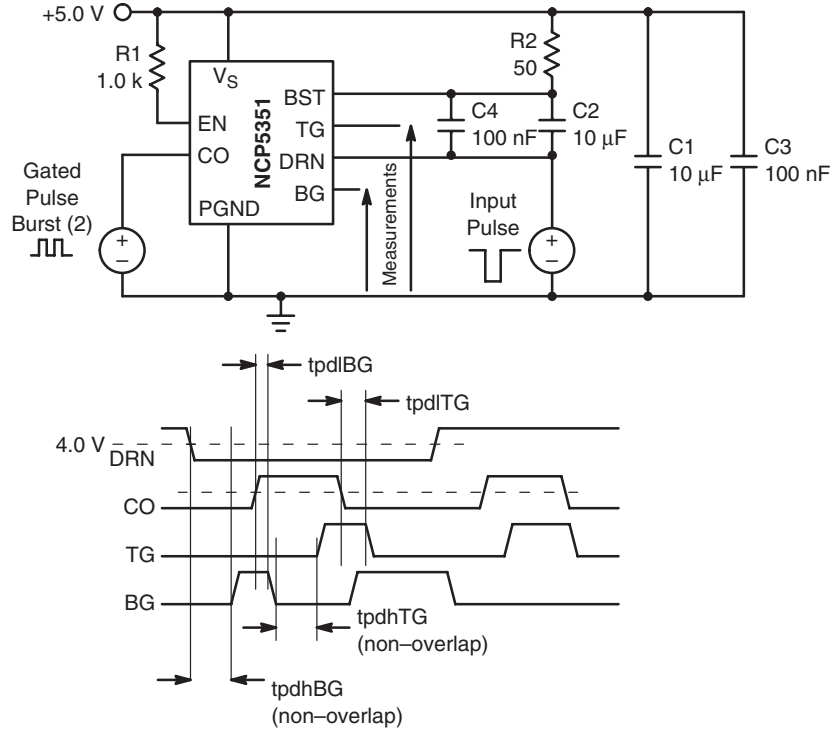 +5.0 V
R1
1.0 k
VS
EN
CO
PGND
NCP5351
BST
TG
DRN
BG
R2
50
C4
100 nF
C2
10 μF
C1
10 μF
C3
100 nF
Gated
Pulse
Burst (2)
+
−
Measurements
Input
Pulse
+
−
tpdlBG
tpdlTG
4.0 V
DRN
CO
TG
BG
tpdhTG
(non–overlap)
tpdhBG
(non–overlap)